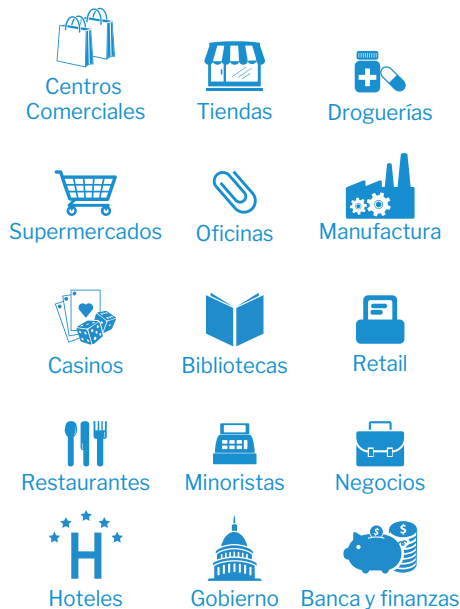 Centros
Comerciales
Tiendas
Droguerías
Supermercados
Oficinas
Manufactura
Casinos
Bibliotecas
Retail
Restaurantes
Minoristas
Negocios
H
Hoteles
Gobierno
$
$
Banca y finanzas